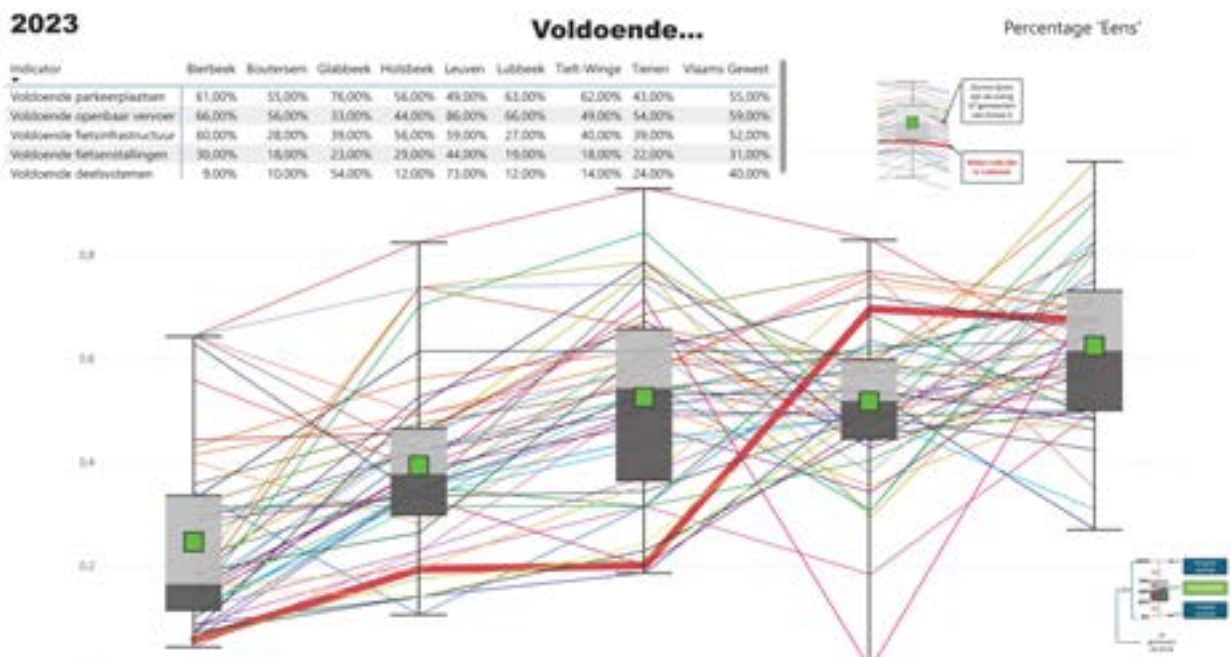 2023
Voldoende...
Percentage 'Eens'
Indicator Bierbeek Boutersem Glabbeek Holsbeek Leuven Lubbeek Tielt-Winge Tienen Vlaams Gewest
Voldoende parkeerplaatsen 61,00% 55,00% 76,00% 56,00% 49,00% 63,00% 62,00% 43,00% 55,00%
Voldoende openbaar vervoer 66,00% 56,00% 33,00% 44,00% 86,00% 66,00% 49,00% 54,00% 59,00%
Voldoende fietsinfrastructuur 60,00% 28,00% 39,00% 56,00% 59,00% 27,00% 40,00% 39,00% 52,00%
Voldoende fietsenstallingen 30,00% 18,00% 23,00% 29,00% 44,00% 19,00% 18,00% 22,00% 31,00%
Voldoende deelsystemen 9,00% 10,00% 54,00% 12,00% 73,00% 12,00% 14,00% 24,00% 40,00%
0,8
0,6
0,4
0,2